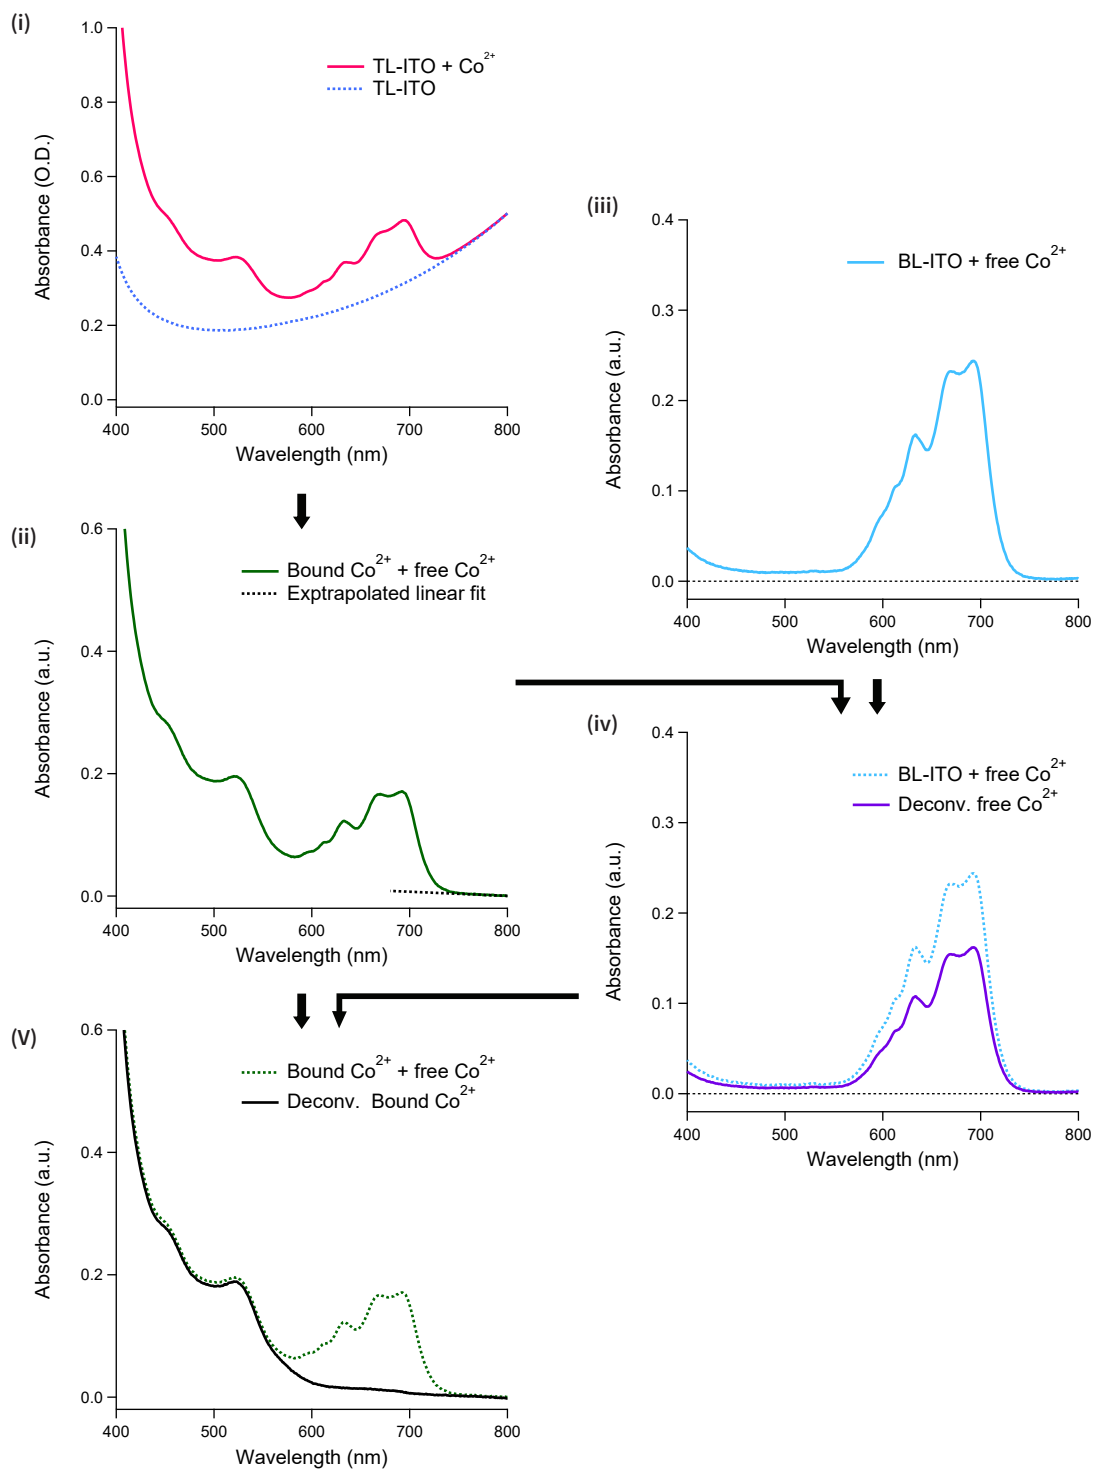 (i)
1.0
0.8
0.6
0.4
0.2
0.0
Absorbance (O.D.)
TL-ITO + Co²⁺
TL-ITO
400 500 600 700 800
Wavelength (nm)
(ii)
0.6
0.4
0.2
0.0
Absorbance (a.u.)
Bound Co²⁺ + free Co²⁺
Exptrapolated linear fit
400 500 600 700 800
Wavelength (nm)
(iii)
0.4
0.3
0.2
0.1
0.0
Absorbance (a.u.)
BL-ITO + free Co²⁺
400 500 600 700 800
Wavelength (nm)
(iv)
0.4
0.3
0.2
0.1
0.0
Absorbance (a.u.)
BL-ITO + free Co²⁺
Deconv. free Co²⁺
400 500 600 700 800
Wavelength (nm)
(V)
0.6
0.4
0.2
0.0
Absorbance (a.u.)
Bound Co²⁺ + free Co²⁺
Deconv. Bound Co²⁺
400 500 600 700 800
Wavelength (nm)